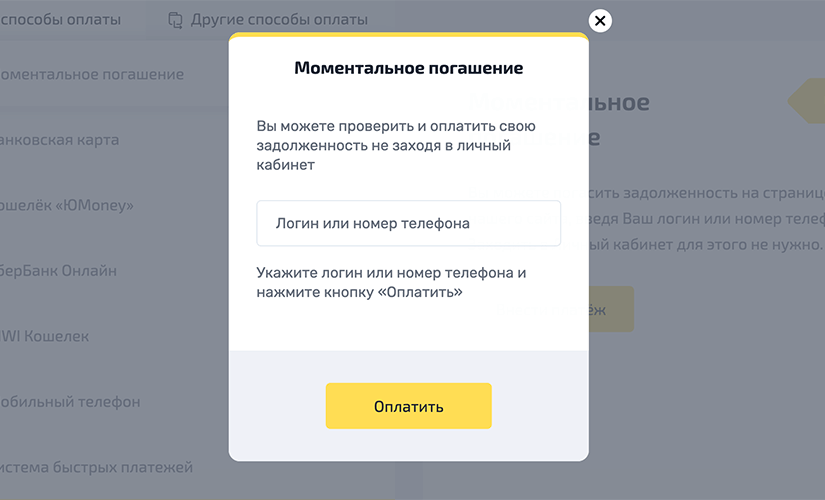 способы оплаты
Другие способы оплаты
Моментальное погашение
оментальное погашение
Вы можете проверить и оплатить свою
задолженность не заходя в личный
кабинет
анковская карта
ошелёк «ЮMoney»
Логин или номер телефона
берБанк Онлайн
Укажите логин или номер телефона и
нажмите кнопку «Оплатить»
WI Кошелек
обильный телефон
Оплатить
истема быстрых платежей
льное
е
сить задолженность на странице
ведя Ваш логин или номер телеф
ый кабинет для этого не нужно.
ёж